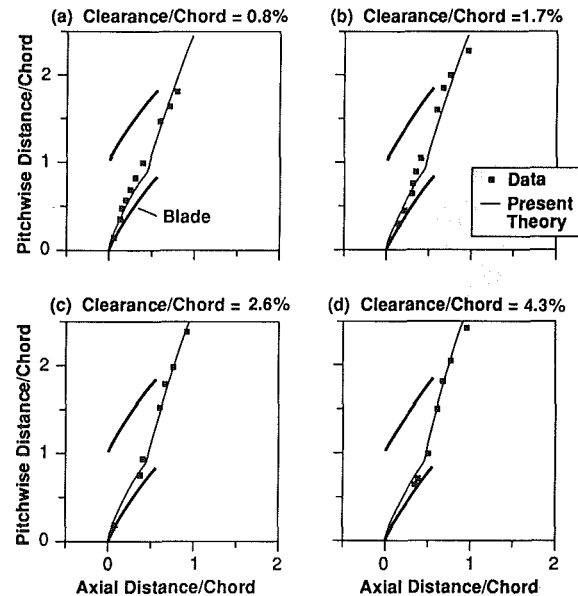 (a) Clearance/Chord = 0.8%
(b) Clearance/Chord =1.7%
Pitchwise Distance/Chord
2
1
0
Blade
Data
Present
Theory
(c) Clearance/Chord = 2.6%
(d) Clearance/Chord = 4.3%
Pitchwise Distance/Chord
2
1
0
0 1 2
0 1 2
Axial Distance/Chord
Axial Distance/Chord